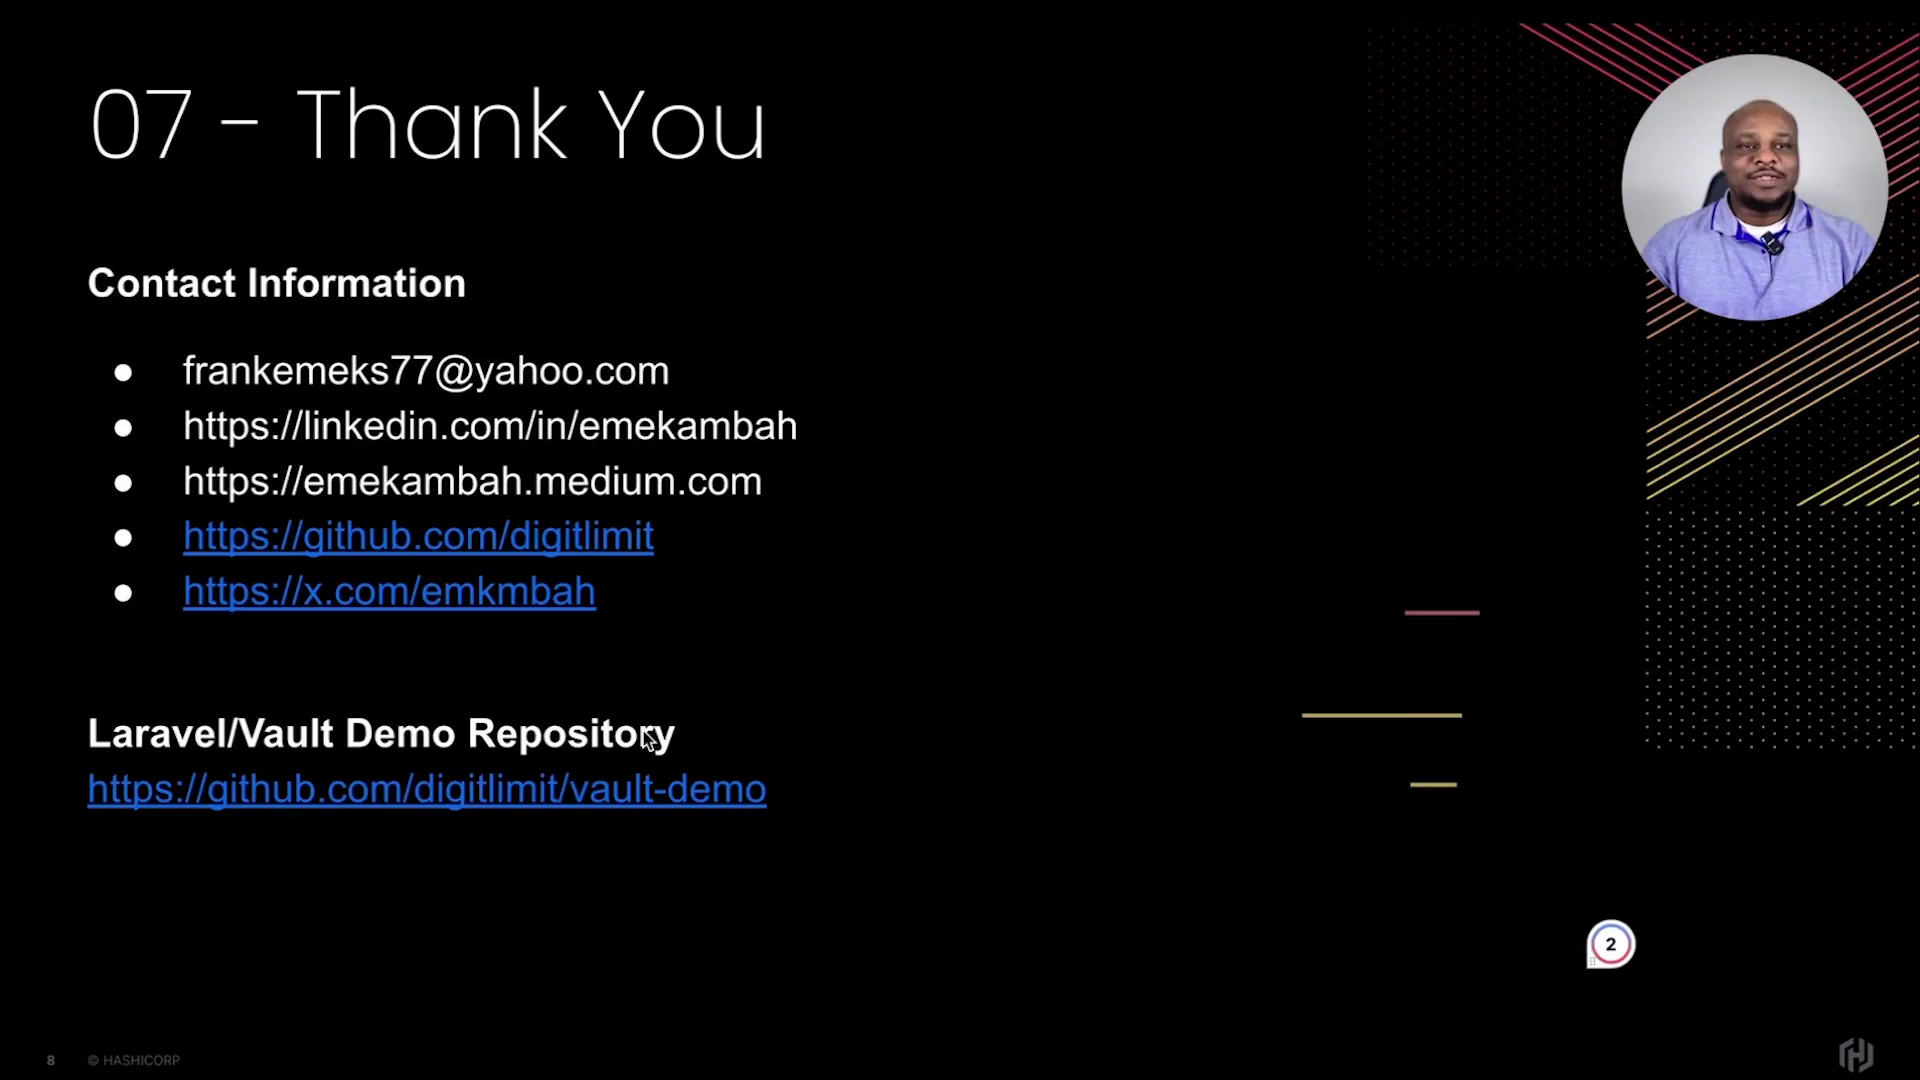 07 - Thank You
Contact Information
● frankemeks77@yahoo.com
● https://linkedin.com/in/emekambah
● https://emekambah.medium.com
● https://github.com/digitlimit
● https://x.com/emkmbah
Laravel/Vault Demo Repository
https://github.com/digitlimit/vault-demo
2
8 © HASHICORP